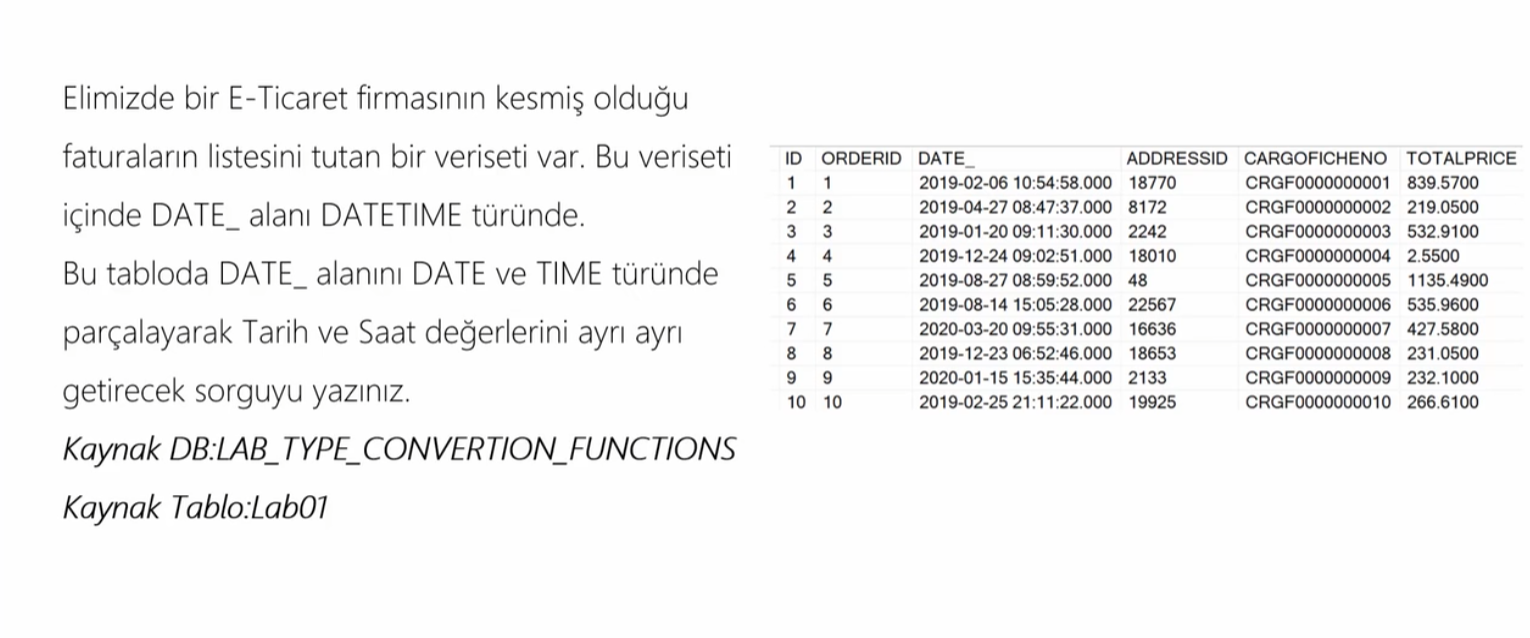 Elimizde bir E-Ticaret firmasının kesmiş olduğu
faturaların listesini tutan bir veriseti var. Bu veriseti
içinde DATE_ alanı DATETIME türünde.
Bu tabloda DATE_ alanını DATE ve TIME türünde
parçalayarak Tarih ve Saat değerlerini ayrı ayrı
getirecek sorguyu yazınız.
Kaynak DB:LAB_TYPE_CONVERTION_FUNCTIONS
Kaynak Tablo:Lab01
ID ORDERID DATE_ ADDRESSID CARGOFICHENO TOTALPRICE
1 1 2019-02-06 10:54:58.000 18770 CRGF0000000001 839.5700
2 2 2019-04-27 08:47:37.000 8172 CRGF0000000002 219.0500
3 3 2019-01-20 09:11:30.000 2242 CRGF0000000003 532.9100
4 4 2019-12-24 09:02:51.000 18010 CRGF0000000004 2.5500
5 5 2019-08-27 08:59:52.000 48 CRGF0000000005 1135.4900
6 6 2019-08-14 15:05:28.000 22567 CRGF0000000006 535.9600
7 7 2020-03-20 09:55:31.000 16636 CRGF0000000007 427.5800
8 8 2019-12-23 06:52:46.000 18653 CRGF0000000008 231.0500
9 9 2020-01-15 15:35:44.000 2133 CRGF0000000009 232.1000
10 10 2019-02-25 21:11:22.000 19925 CRGF0000000010 266.6100